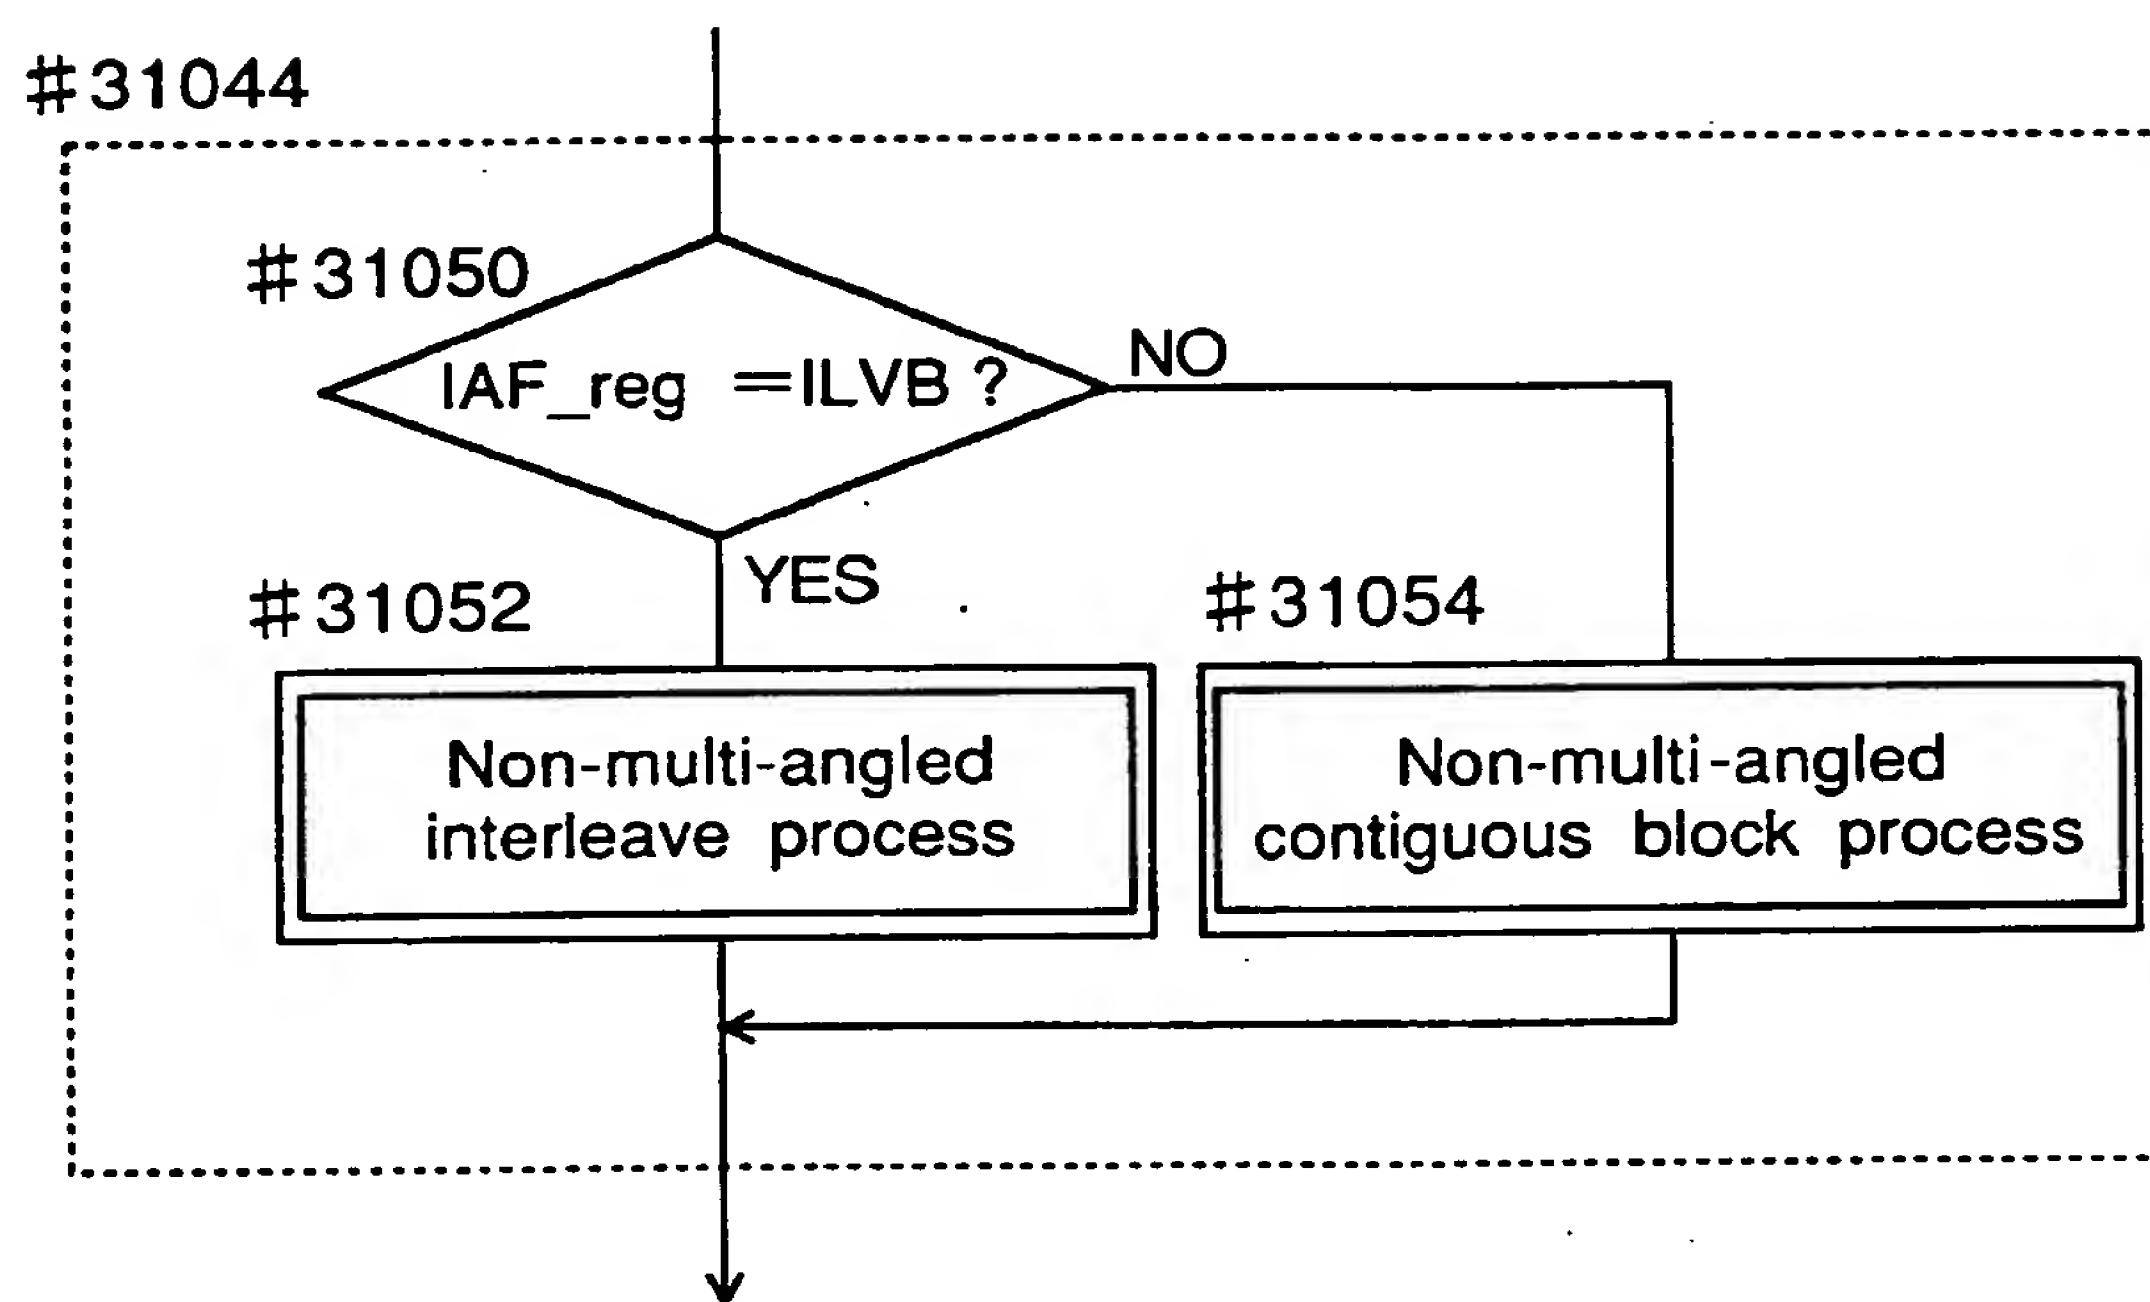 #31044
#31050
IAF_reg =ILVB ?
NO
YES
#31052
#31054
Non-multi-angled
interleave process
Non-multi-angled
contiguous block process